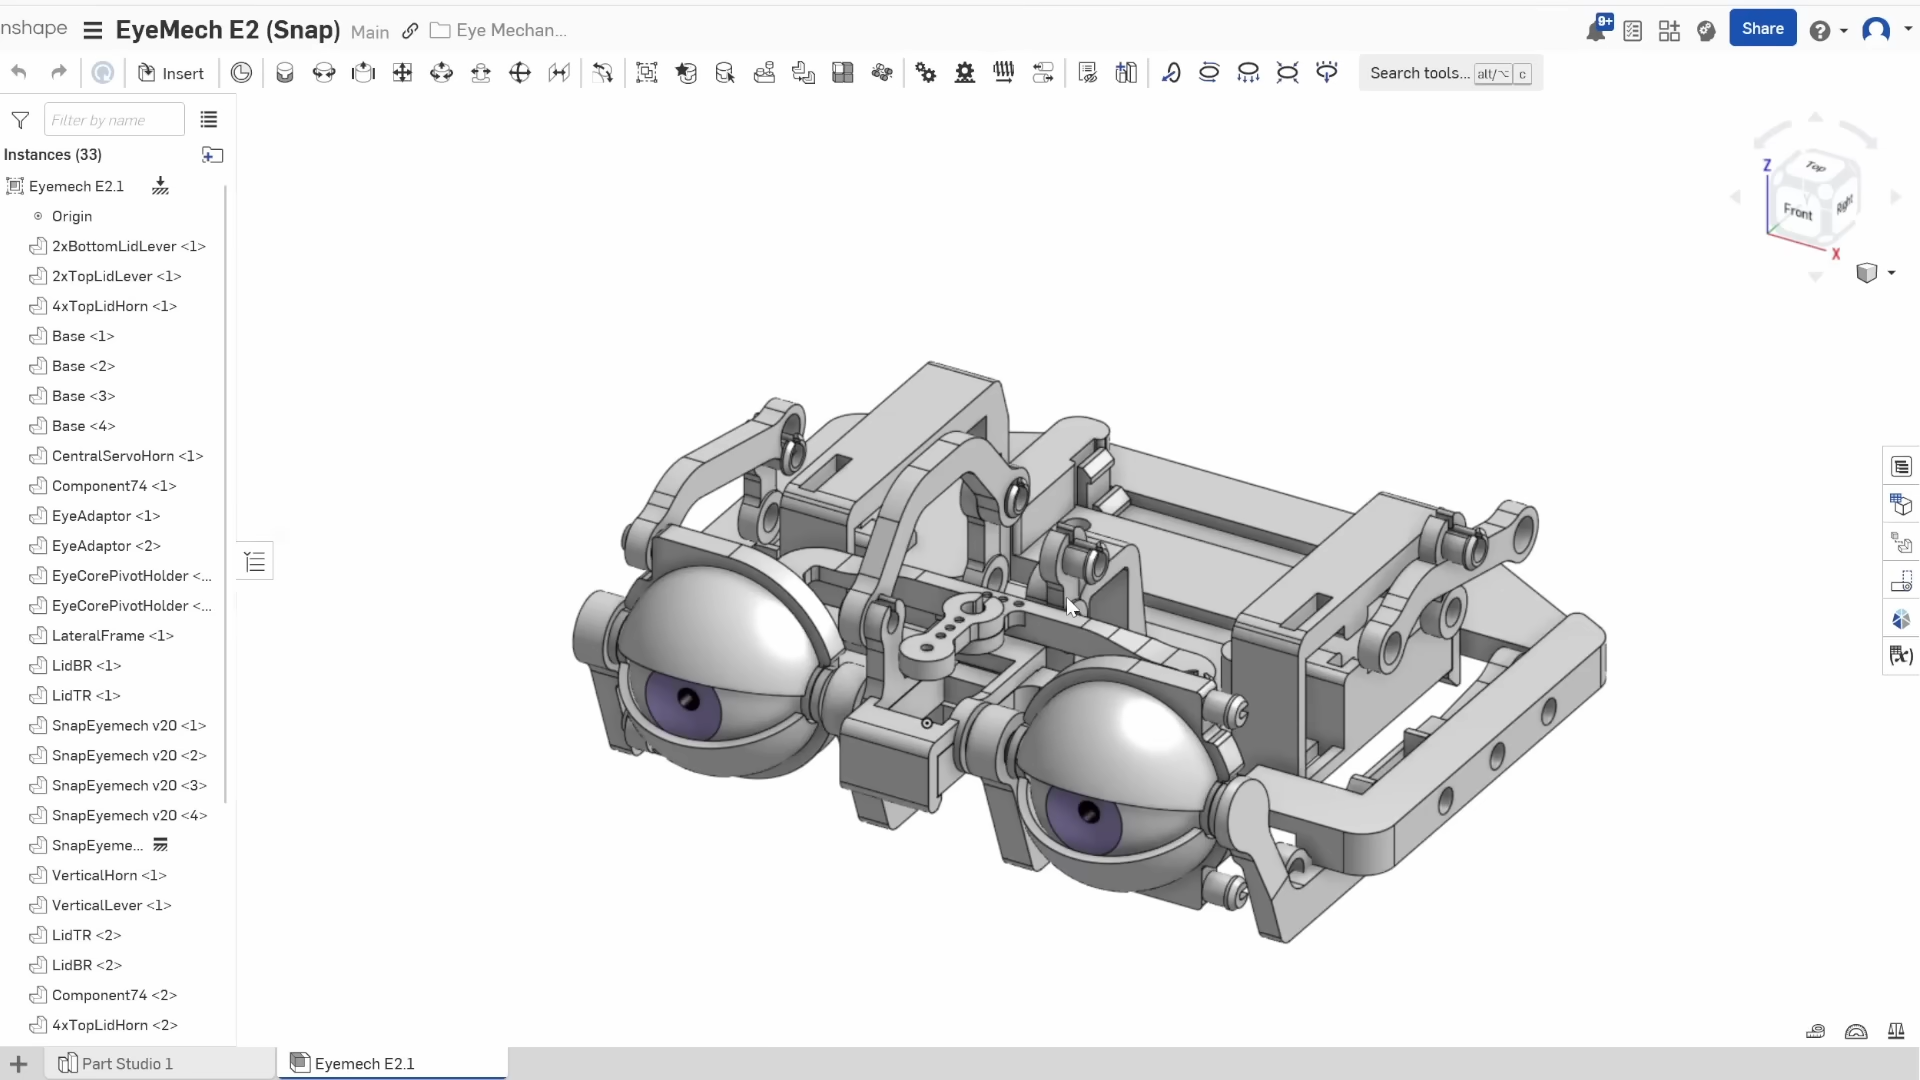 nshape EyeMech E2 (Snap) Main Eye Mechan... 9+ Share
Insert Search tools... alt/⌥ c
Filter by name
Instances (33)
Eyemech E2.1
Origin
2xBottomLidLever <1>
2xTopLidLever <1>
4xTopLidHorn <1>
Base <1>
Base <2>
Base <3>
Base <4>
CentralServoHorn <1>
Component74 <1>
EyeAdaptor <1>
EyeAdaptor <2>
EyeCorePivotHolder <...
EyeCorePivotHolder <...
LateralFrame <1>
LidBR <1>
LidTR <1>
SnapEyemech v20 <1>
SnapEyemech v20 <2>
SnapEyemech v20 <3>
SnapEyemech v20 <4>
SnapEyeme...
VerticalHorn <1>
VerticalLever <1>
LidTR <2>
LidBR <2>
Component74 <2>
4xTopLidHorn <2>
Z
Top
Front
Right
X
Part Studio 1
Eyemech E2.1